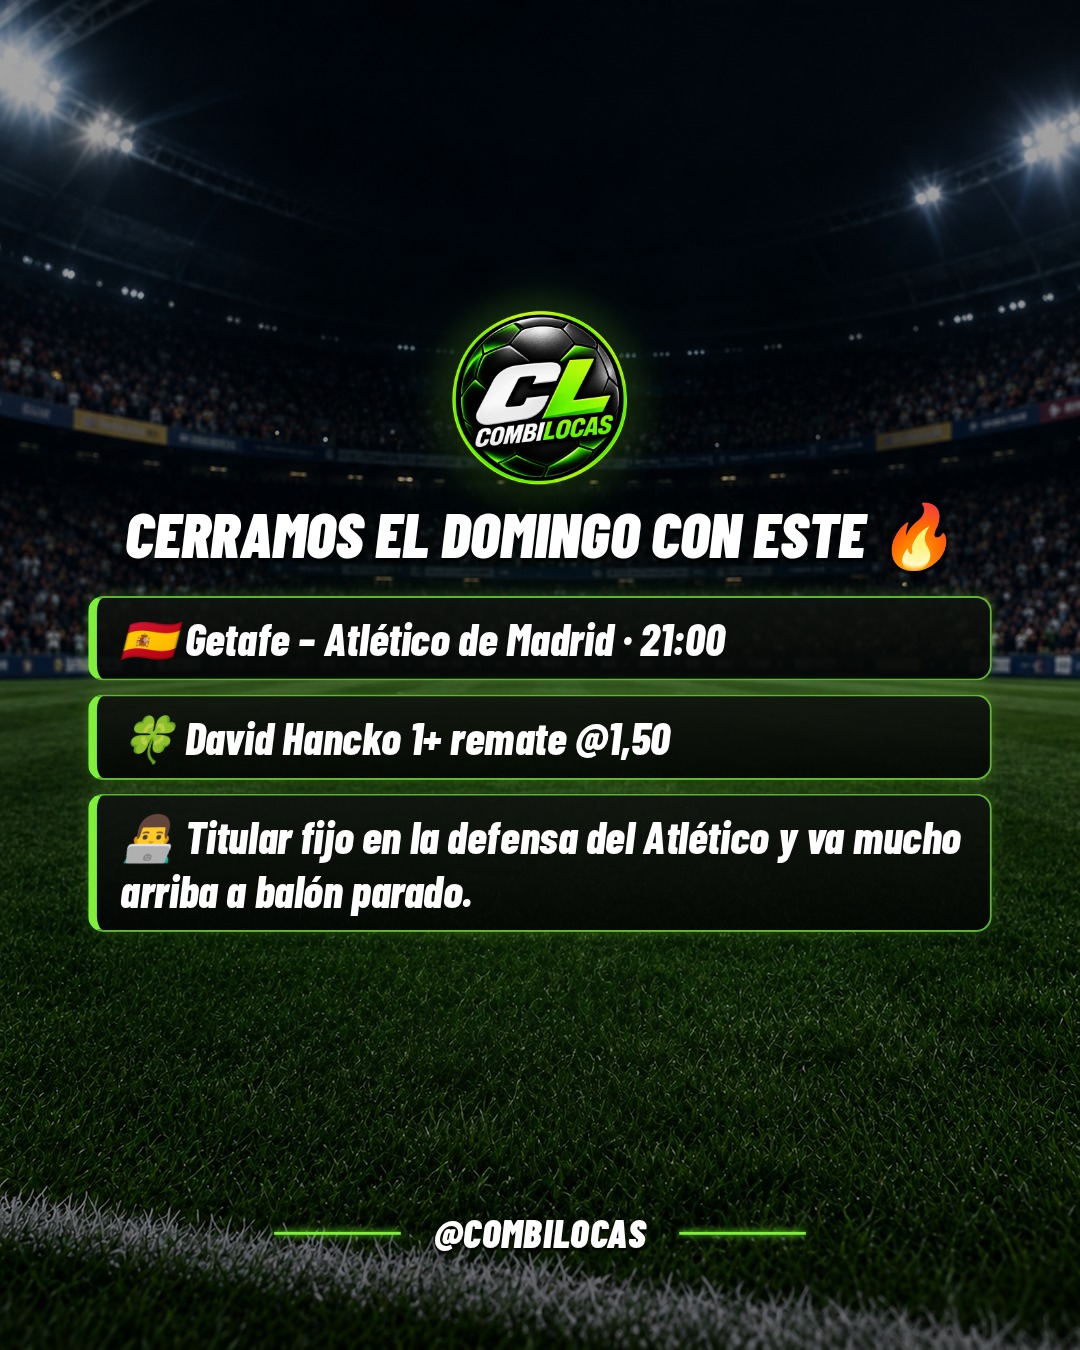 CL
COMBILOCAS
CERRAMOS EL DOMINGO CON ESTE 🔥
🇪🇸 Getafe – Atlético de Madrid · 21:00
🍀 David Hancko 1+ remate @1,50
👨‍💻 Titular fijo en la defensa del Atlético y va mucho
arriba a balón parado.
@COMBILOCAS